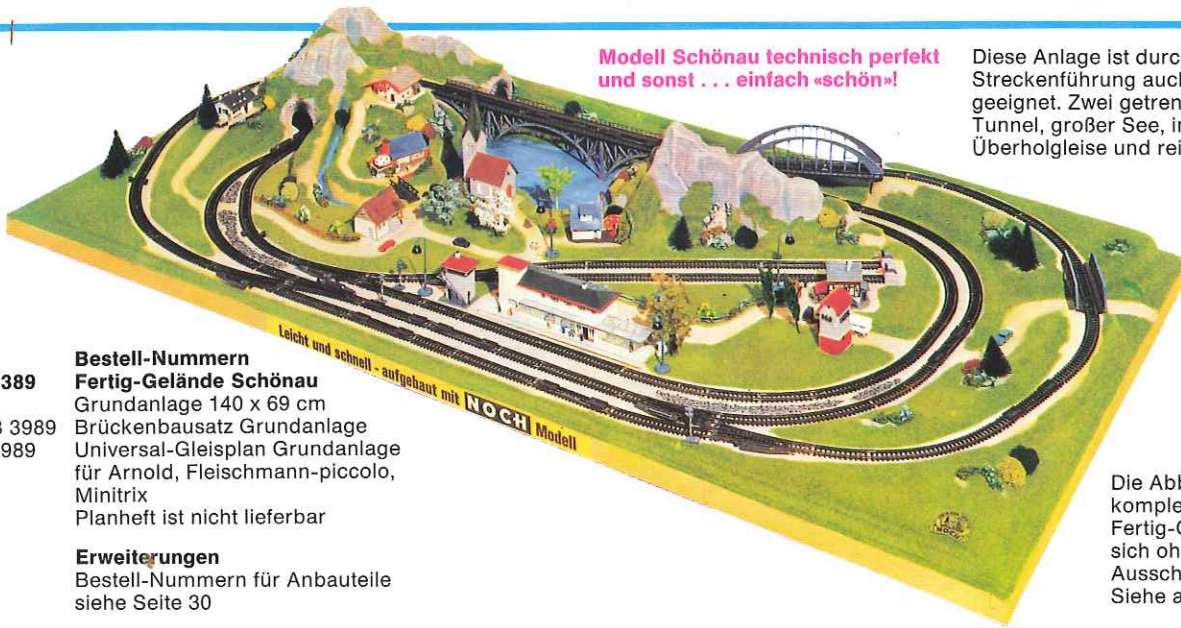 Modell Schönau technisch perfekt
und sonst . . . einfach «schön»!
Diese Anlage ist durc
Streckenführung auch
geeignet. Zwei getren
Tunnel, großer See, in
Überholgleise und rei
Leicht und schnell - aufgebaut mit NOCH Modell
NOCH
Bestell-Nummern
389 Fertig-Gelände Schönau
Grundanlage 140 x 69 cm
3989 Brückenbausatz Grundanlage
989 Universal-Gleisplan Grundanlage
für Arnold, Fleischmann-piccolo,
Minitrix
Planheft ist nicht lieferbar
Erweiterungen
Bestell-Nummern für Anbauteile
siehe Seite 30
Die Abb
komple
Fertig-G
sich oh
Aussch
Siehe a